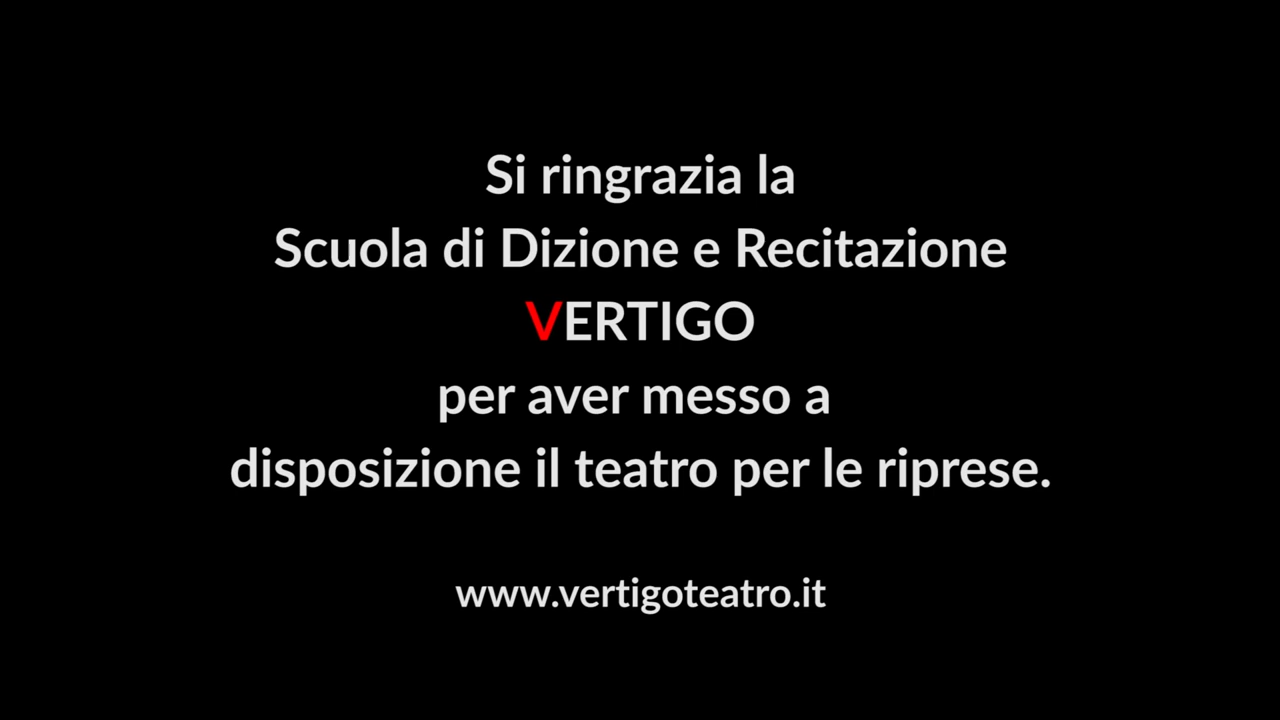 Si ringrazia la
Scuola di Dizione e Recitazione
VERTIGO
per aver messo a
disposizione il teatro per le riprese.
www.vertigoteatro.it